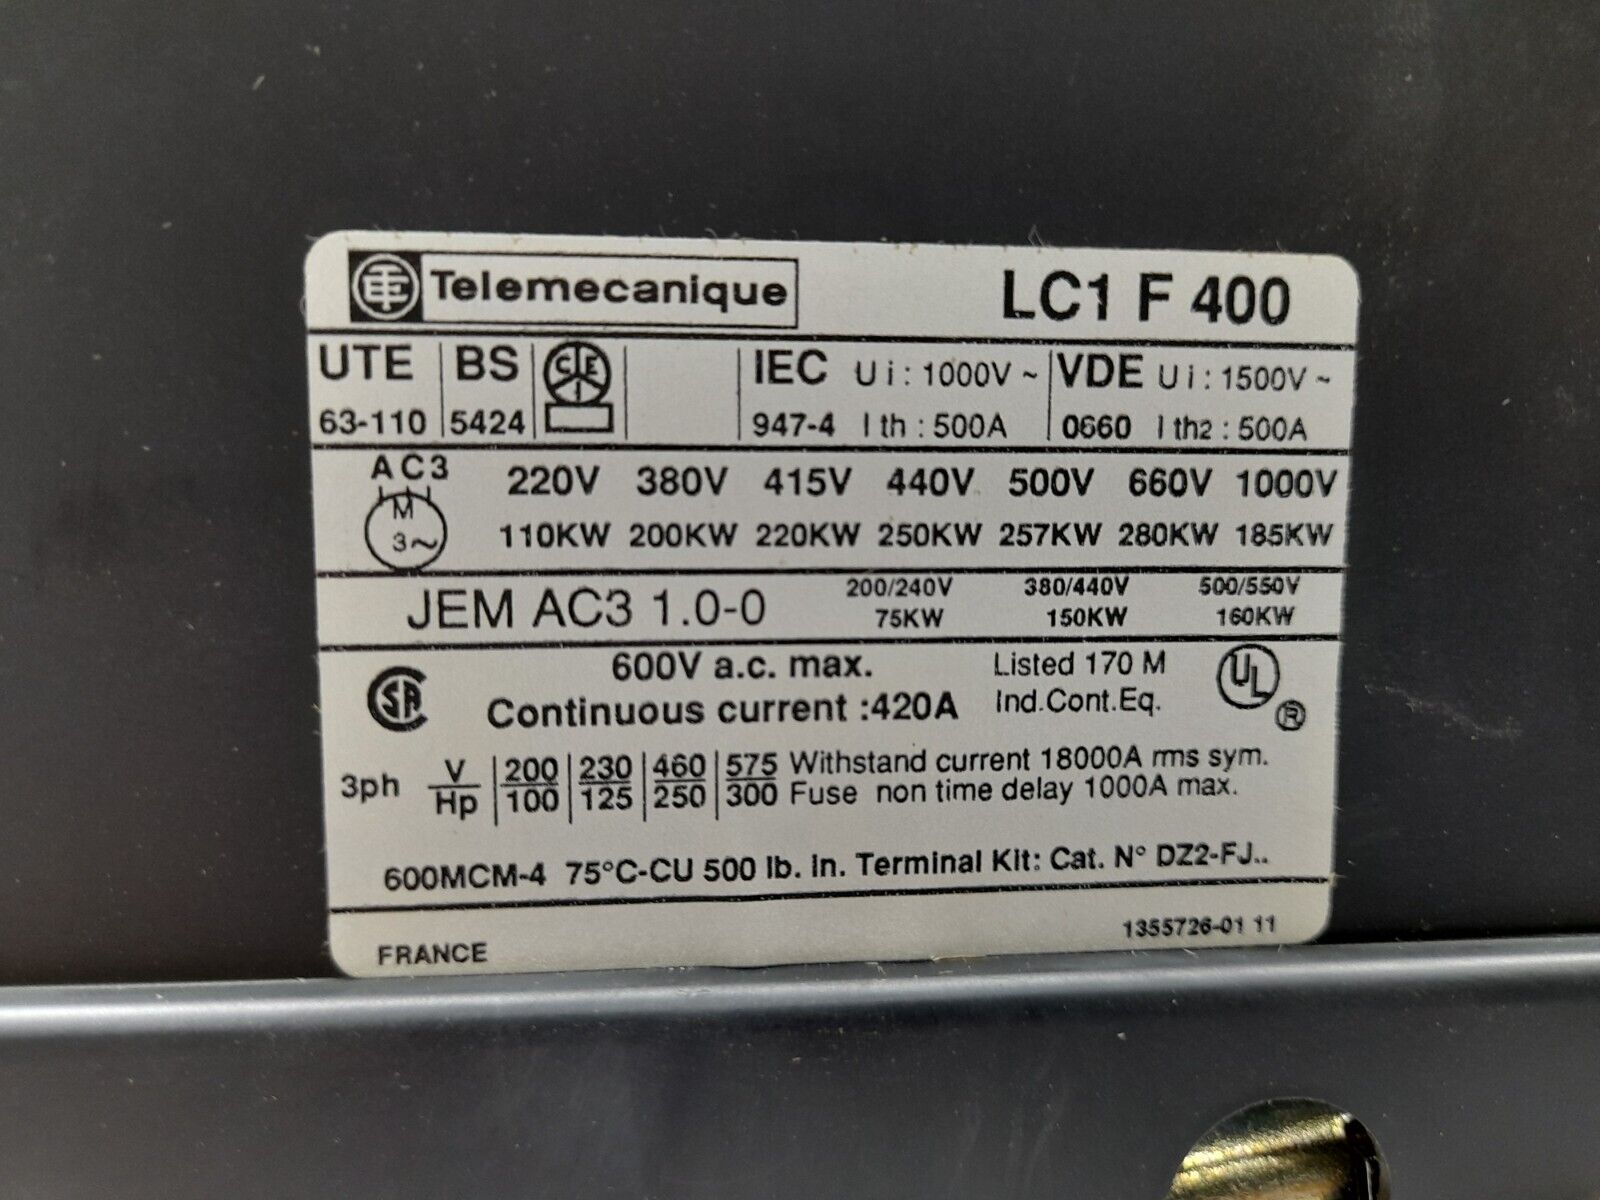 Telemecanique LC1 F 400
UTE BS CEI IEC Ui : 1000V ~ VDE Ui : 1500V ~
63-110 5424 947-4 Ith : 500A 0660 Ith2 : 500A
AC3 220V 380V 415V 440V 500V 660V 1000V
M 3~ 110KW 200KW 220KW 250KW 257KW 280KW 185KW
JEM AC3 1.0-0 200/240V 380/440V 500/550V
75KW 150KW 160KW
SA 600V a.c. max. Listed 170 M UL
Continuous current :420A Ind.Cont.Eq. ®
3ph V 200 230 460 575 Withstand current 18000A rms sym.
Hp 100 125 250 300 Fuse non time delay 1000A max.
600MCM-4 75°C-CU 500 lb. In. Terminal Kit: Cat. N° DZ2-FJ..
FRANCE 1355726-01 11